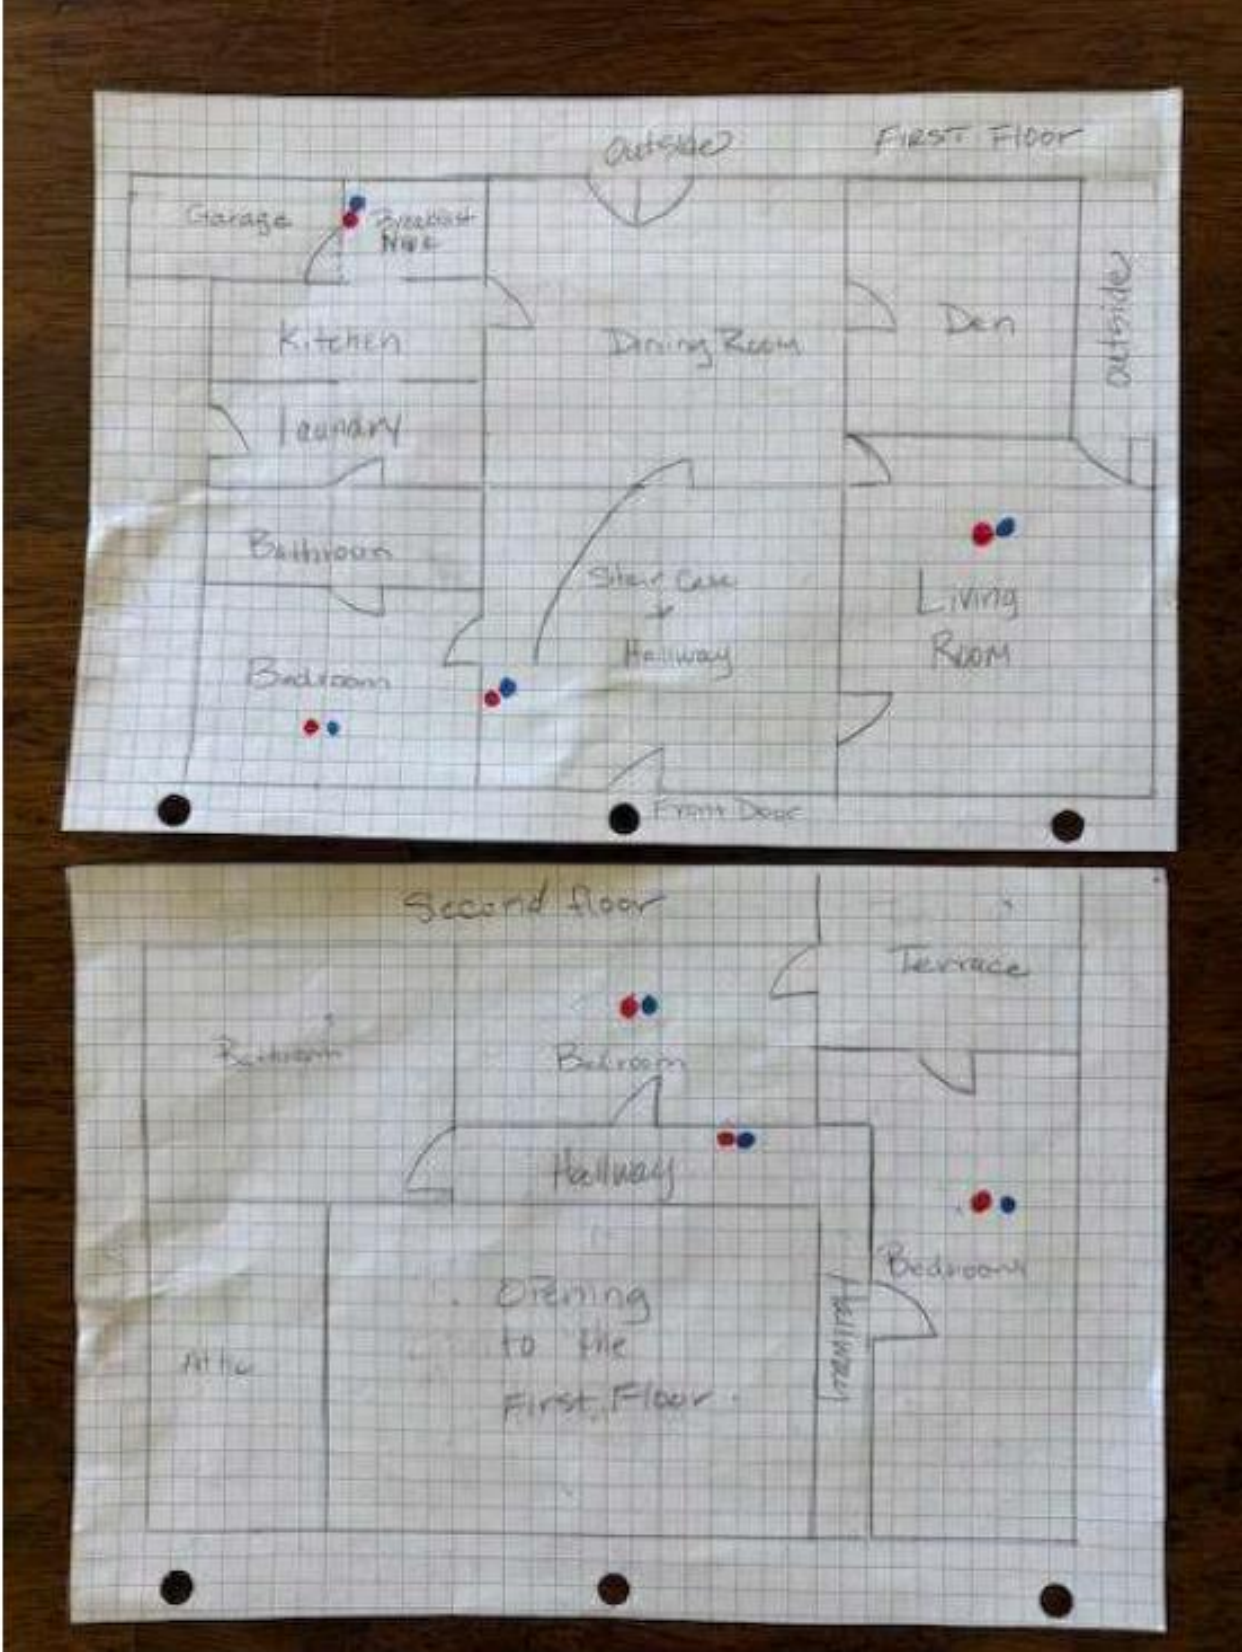 Outside
FIRST FLOOR
Garage
Breakfast
Kitchen
Dining Room
Den
Outside
laundry
Bathroom
Stair Case
Hallway
Living
Room
Bedroom
Front Door
Second floor
Terrace
Bedroom
Bedroom
Hallway
Bedroom
Opening
to the
First Floor.
Hallway
Attic